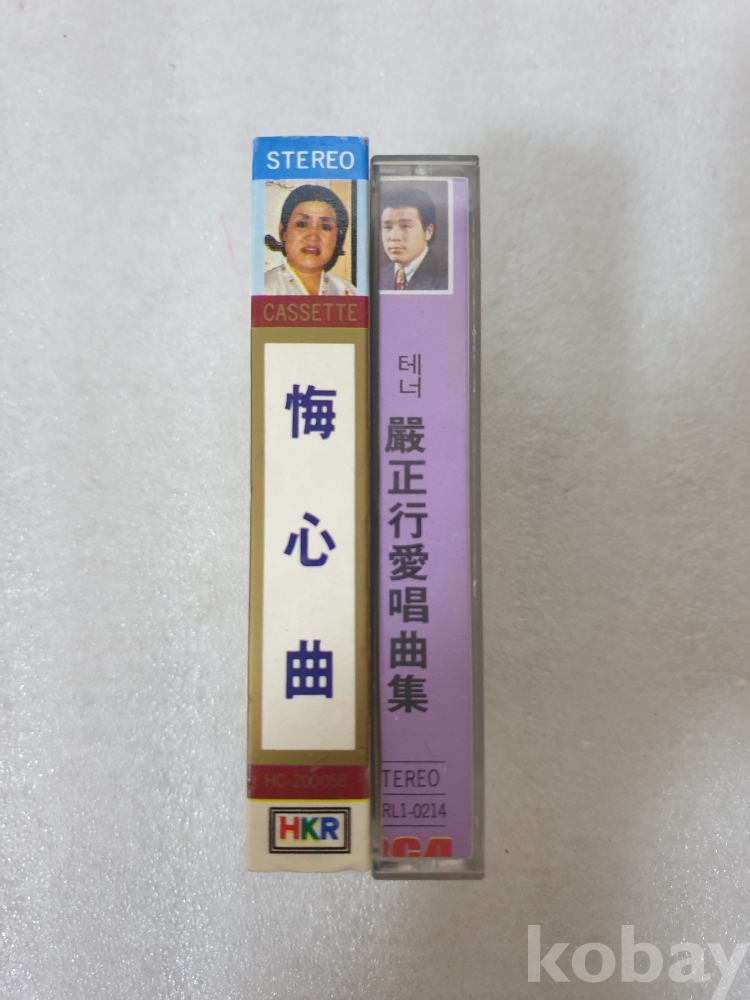 STEREO
CASSETTE
悔心曲
HC-200058
HKR
테너
嚴正行愛唱曲集
TEREO
RL1-0214
kobay